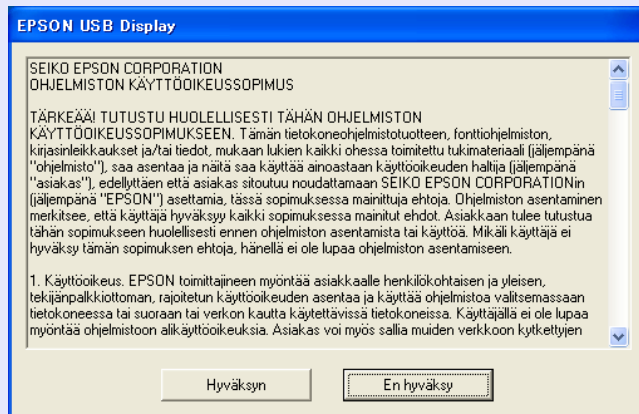 EPSON USB Display
SEIKO EPSON CORPORATION
OHJELMISTON KÄYTTÖOIKEUSSOPIMUS
TÄRKEÄÄ! TUTUSTU HUOLELLISESTI TÄHÄN OHJELMISTON
KÄYTTÖOIKEUSSOPIMUKSEEN. Tämän tietokoneohjelmistotuotteen, fonttiohjelmiston,
kirjasinleikkaukset ja/tai tiedot, mukaan lukien kaikki ohessa toimitettu tukimateriaali (jäljempänä
"ohjelmisto"), saa asentaa ja näitä saa käyttää ainoastaan käyttöoikeuden haltija (jäljempänä
"asiakas"), edellyttäen että asiakas sitoutuu noudattamaan SEIKO EPSON CORPORATIONin
(jäljempänä "EPSON") asettamia, tässä sopimuksessa mainittuja ehtoja. Ohjelmiston asentaminen
merkitsee, että käyttäjä hyväksyy kaikki sopimuksessa mainitut ehdot. Asiakkaan tulee tutustua
tähän sopimukseen huolellisesti ennen ohjelmiston asentamista tai käyttöä. Mikäli käyttäjä ei
hyväksy tämän sopimuksen ehtoja, hänellä ei ole lupaa ohjelmiston asentamiseen.
1. Käyttöoikeus. EPSON toimittajineen myöntää asiakkaalle henkilökohtaisen ja yleisen,
tekijänpalkkiottoman, rajoitetun käyttöoikeuden asentaa ja käyttää ohjelmistoa valitsemassaan
tietokoneessa tai suoraan tai verkon kautta käytettävissä tietokoneissa. Käyttäjällä ei ole lupaa
myöntää ohjelmistoon alikäyttöoikeuksia. Asiakas voi myös sallia muiden verkkoon kytkettyjen
Hyväksyn
En hyväksy